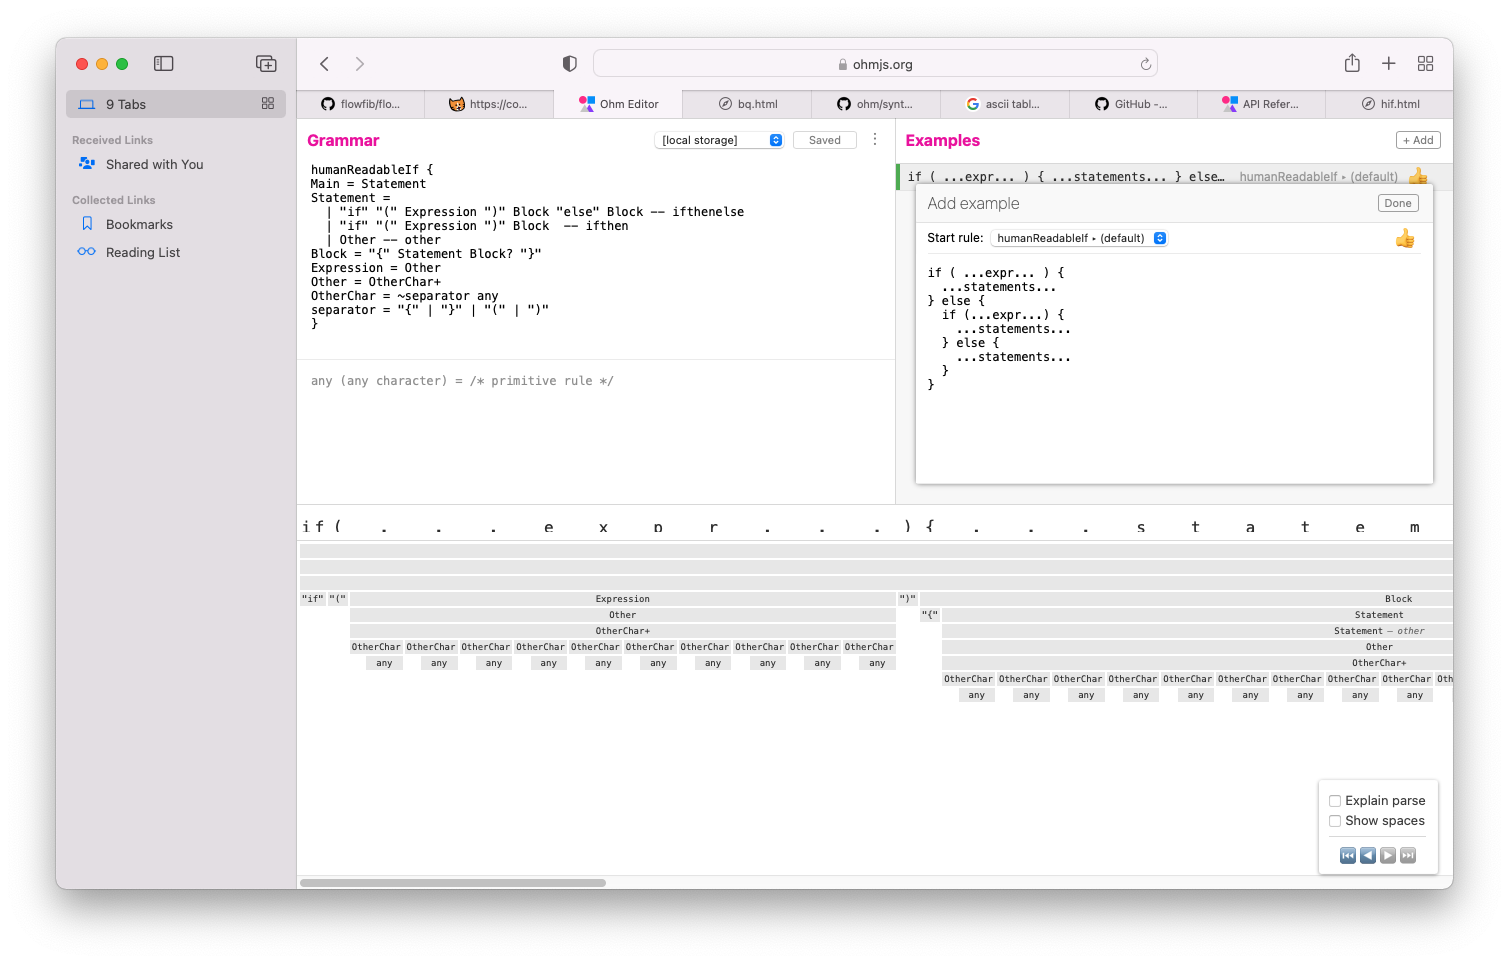 ohmjs.org
9 Tabs
flowfib/flo...
https://co...
Ohm Editor
bq.html
ohm/synt...
ascii tabl...
GitHub -...
API Refer...
hif.html
Received Links
Shared with You
Collected Links
Bookmarks
Reading List
Grammar
[local storage]
Saved
humanReadableIf {
Main = Statement
Statement =
| "if" "(" Expression ")" Block "else" Block -- ifthenelse
| "if" "(" Expression ")" Block  -- ifthen
| Other -- other
Block = "{" Statement Block? "}"
Expression = Other
Other = OtherChar+
OtherChar = ~separator any
separator = "{" | "}" | "(" | ")"
}
any (any character) = /* primitive rule */
Examples
+ Add
if ( ...expr... ) { ...statements... } else… humanReadableIf ‣ (default) 👍
Add example
Done
Start rule: humanReadableIf ‣ (default) 👍
if ( ...expr... ) {
...statements...
} else {
if (...expr...) {
...statements...
} else {
...statements...
}
}
if ( . . . e x p r . . . ) { . . . s t a t e m
"if" "(" Expression ")" Block
Other "{" Statement
OtherChar+ Statement – other
OtherChar OtherChar OtherChar OtherChar OtherChar OtherChar OtherChar OtherChar OtherChar OtherChar Other
any any any any any any any any any any OtherChar+
OtherChar OtherChar OtherChar OtherChar OtherChar OtherChar OtherChar OtherChar OtherChar Oth
any any any any any any any any any
Explain parse
Show spaces